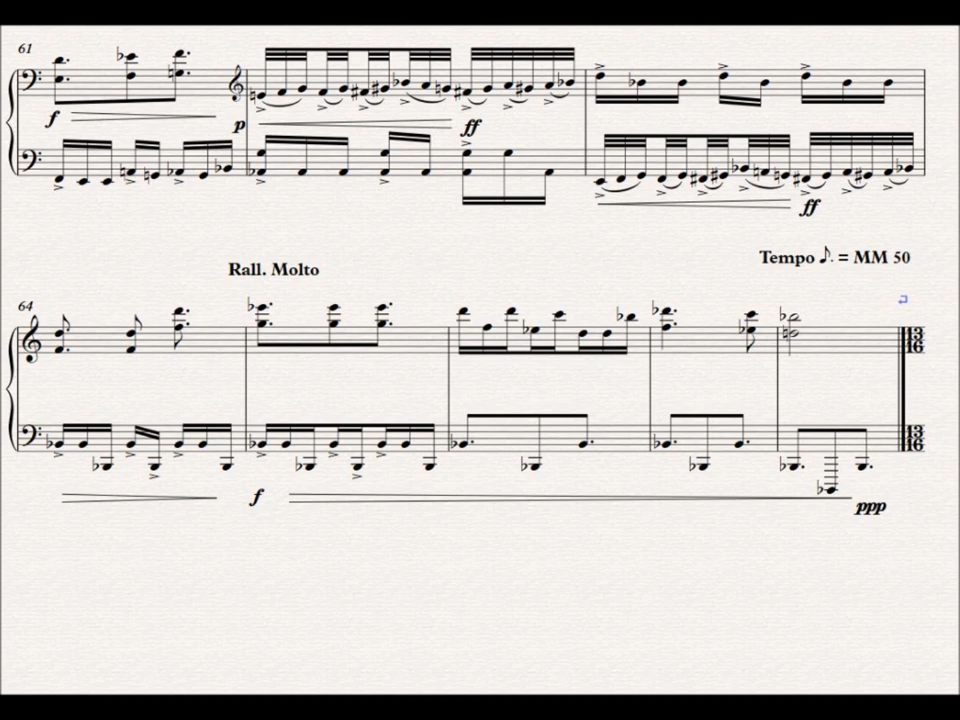 61
f p ff
ff
Rall. Molto Tempo ♪. = MM 50
64
13
16
13
16
f ppp